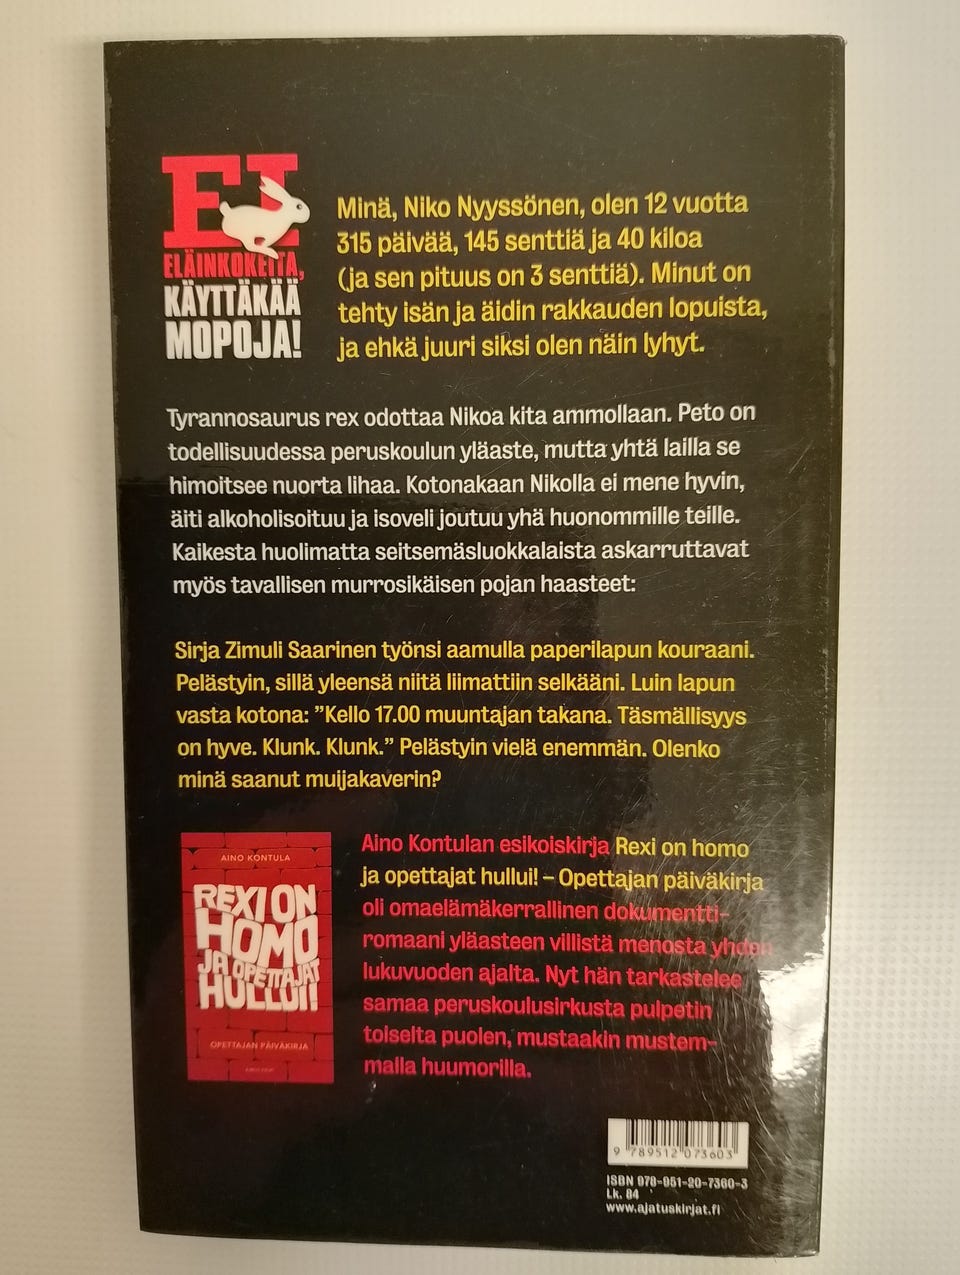 EI
ELÄINKOKEITA,
KÄYTTÄKÄÄ
MOPOJA!
Minä, Niko Nyyssönen, olen 12 vuotta
315 päivää, 145 senttiä ja 40 kiloa
(ja sen pituus on 3 senttiä). Minut on
tehty isän ja äidin rakkauden lopuista,
ja ehkä juuri siksi olen näin lyhyt.
Tyrannosaurus rex odottaa Nikoa kita ammollaan. Peto on
todellisuudessa peruskoulun yläaste, mutta yhtä lailla se
himoitsee nuorta lihaa. Kotonakaan Nikolla ei mene hyvin,
äiti alkoholisoituu ja isoveli joutuu yhä huonommille teille.
Kaikesta huolimatta seitsemäsluokkalaista askarruttavat
myös tavallisen murrosikäisen pojan haasteet:
Sirja Zimuli Saarinen työnsi aamulla paperilapun kouraani.
Pelästyin, sillä yleensä niitä liimattiin selkääni. Luin lapun
vasta kotona: ”Kello 17.00 muuntajan takana. Täsmällisyys
on hyve. Klunk. Klunk.” Pelästyin vielä enemmän. Olenko
minä saanut muijakaverin?
AINO KONTULA
REXI ON
HOMO
JA OPETTAJAT
HULLUI!
OPETTAJAN PÄIVÄKIRJA
Aino Kontulan esikoiskirja Rexi on homo
ja opettajat hullui! – Opettajan päiväkirja
oli omaelämäkerrallinen dokumentti-
romaani yläasteen villistä menosta yhden
lukuvuoden ajalta. Nyt hän tarkastelee
samaa peruskoulusirkusta pulpetin
toiselta puolen, mustaakin mustem-
malla huumorilla.
9 789512 073603
ISBN 978-951-20-7360-3
Lk. 84
www.ajatuskirjat.fi